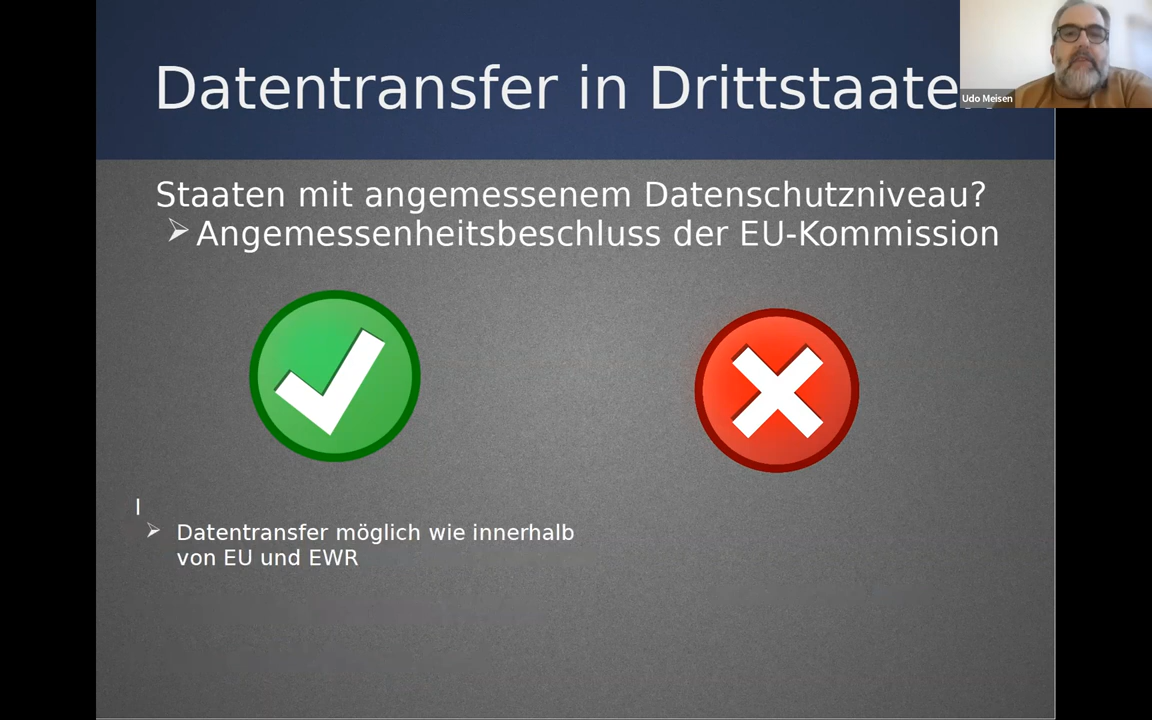 Datentransfer in Drittstaaten
Udo Meisen
Staaten mit angemessenem Datenschutzniveau?
➢ Angemessenheitsbeschluss der EU-Kommission
I
➢ Datentransfer möglich wie innerhalb
von EU und EWR